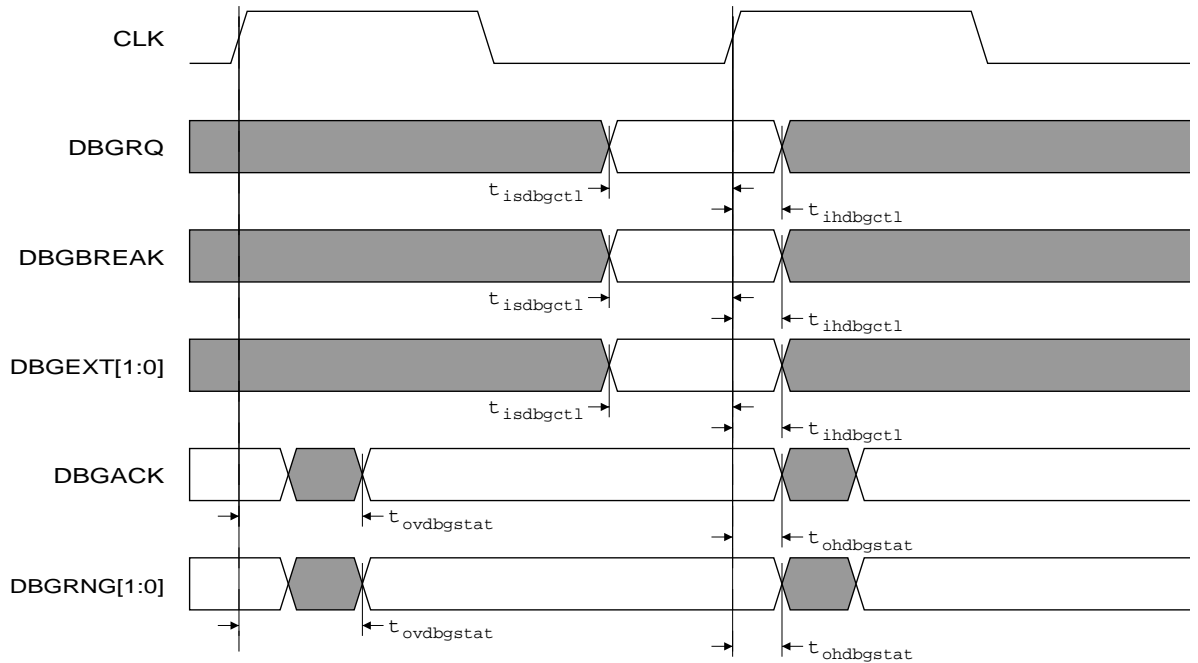 CLK
DBGRQ
tisdbgctl
tihdbgctl
DBGBREAK
tisdbgctl
tihdbgctl
DBGEXT[1:0]
tisdbgctl
tihdbgctl
DBGACK
tovdbgstat
tohdbgstat
DBGRNG[1:0]
tovdbgstat
tohdbgstat